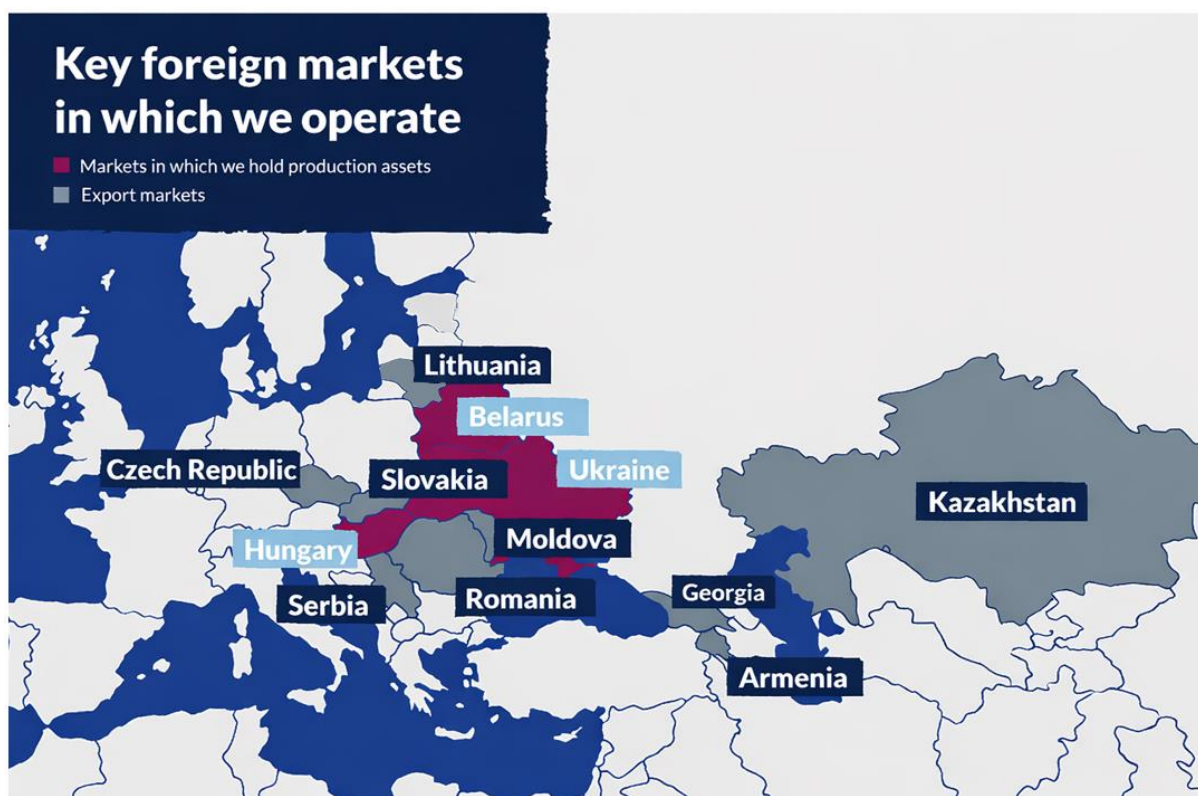 Key foreign markets
in which we operate
Markets in which we hold production assets
Export markets
Lithuania
Belarus
Czech Republic
Slovakia
Ukraine
Kazakhstan
Hungary
Moldova
Serbia
Romania
Georgia
Armenia